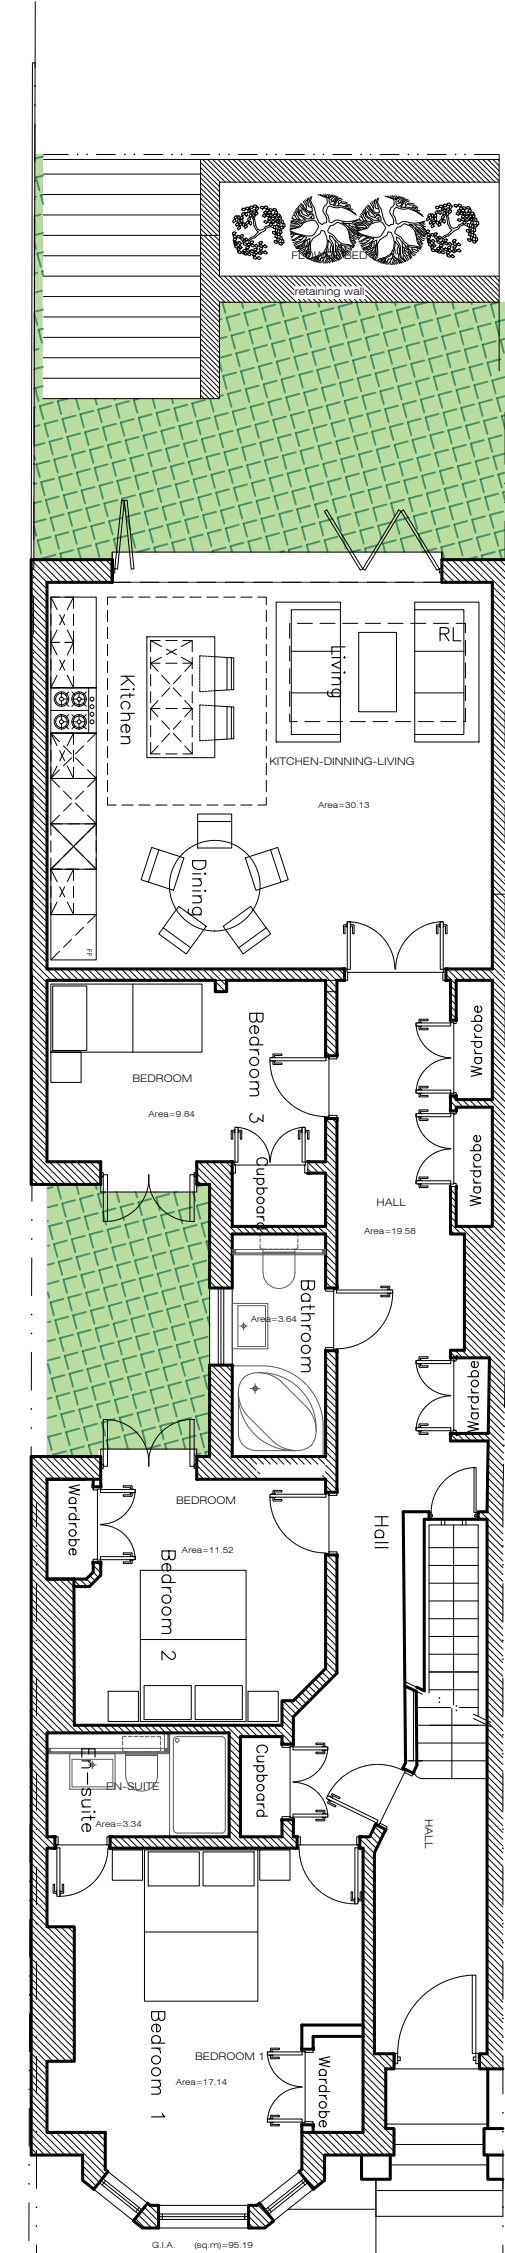 FLOWER BED
retaining wall
RL
Living
Kitchen
KITCHEN-DINNING-LIVING
Area=30.13
Dining
FF
Bedroom 3
Wardrobe
BEDROOM
Area=9.84
Wardrobe
Cupboard
HALL
Area=19.58
Bathroom
Area=3.64
Wardrobe
BEDROOM
Wardrobe
Hall
Area=11.52
Bedroom 2
En-suite
EN-SUITE
Area=3.34
Cupboard
HALL
Bedroom 1
BEDROOM 1
Area=17.14
Wardrobe
G.I.A. (sq.m)=95.19